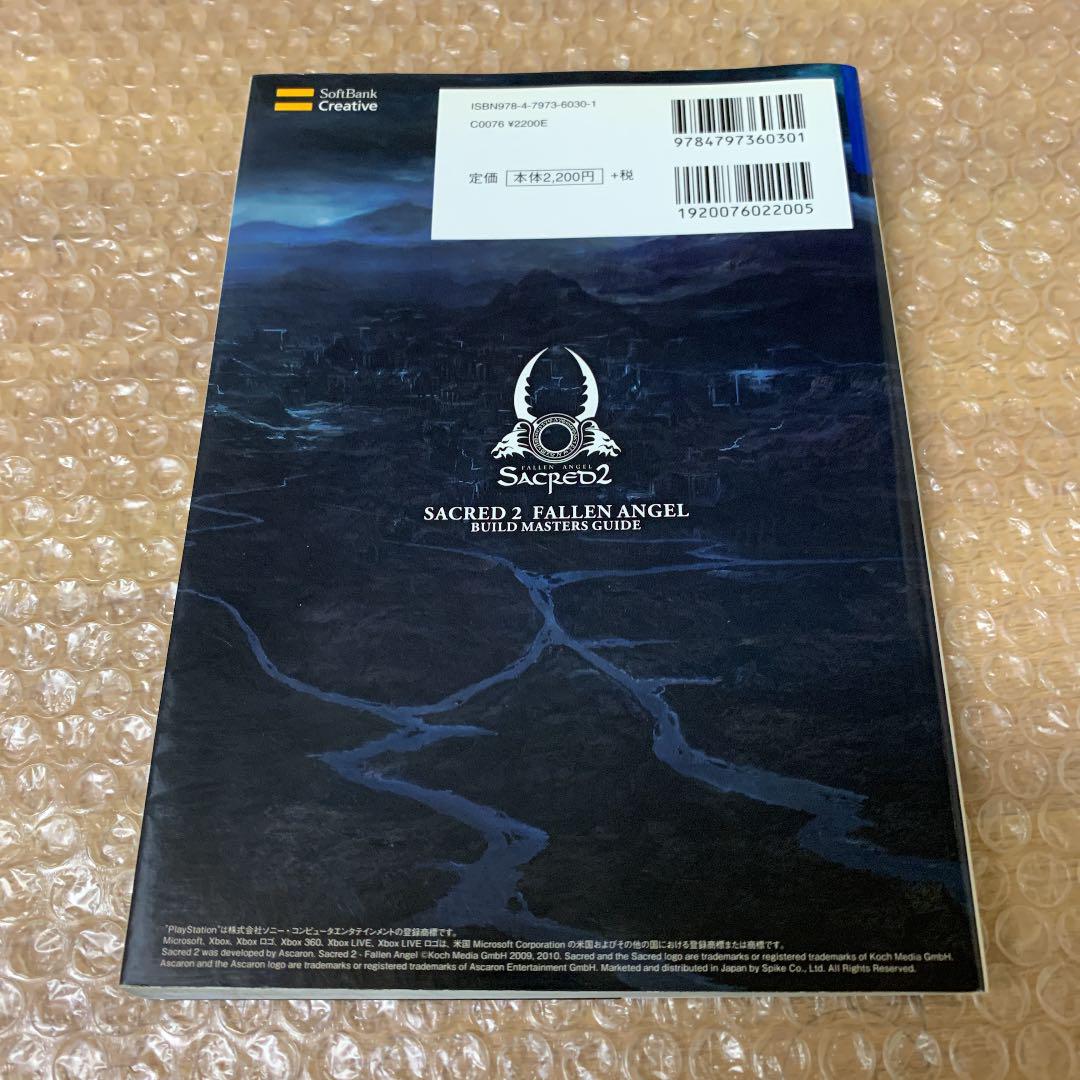 SoftBank
Creative
ISBN978-4-7973-6030-1
C0076 ¥2200E
9784797360301
定価 本体2,200円 +税
1920076022005
FALLEN ANGEL
SACRED2
SACRED 2 FALLEN ANGEL
BUILD MASTERS GUIDE
"PlayStation"は株式会社ソニー・コンピュータエンタテインメントの登録商標です。
Microsoft、Xbox、Xbox ロゴ、Xbox 360、Xbox LIVE、Xbox LIVE ロゴは、米国 Microsoft Corporation の米国およびその他の国における登録商標または商標です。
Sacred 2 was developed by Ascaron. Sacred 2 - Fallen Angel ©Koch Media GmbH 2009, 2010. Sacred and the Sacred logo are trademarks or registered trademarks of Koch Media GmbH.
Ascaron and the Ascaron logo are trademarks or registered trademarks of Ascaron Entertainment GmbH. Marketed and distributed in Japan by Spike Co., Ltd. All Rights Reserved.